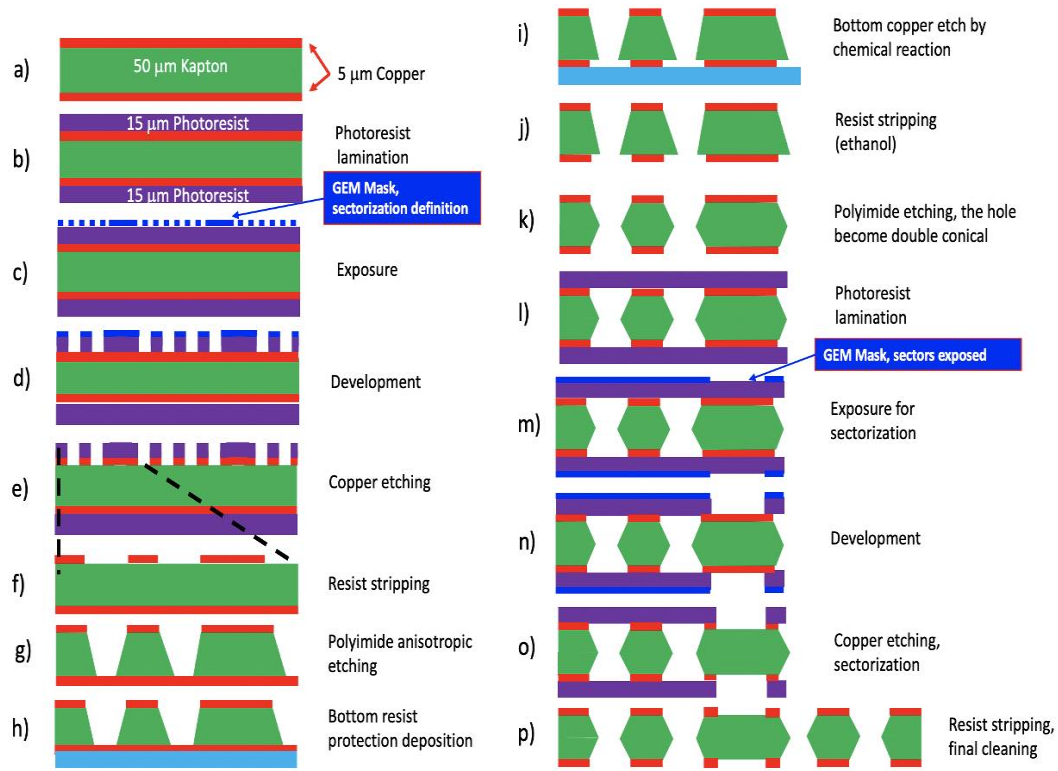 a)
50 μm Kapton
5 μm Copper
b)
15 μm Photoresist
15 μm Photoresist
Photoresist
lamination
GEM Mask,
sectorization definition
c)
Exposure
d)
Development
e)
Copper etching
f)
Resist stripping
g)
Polyimide anisotropic
etching
h)
Bottom resist
protection deposition
i)
Bottom copper etch by
chemical reaction
j)
Resist stripping
(ethanol)
k)
Polyimide etching, the hole
become double conical
l)
Photoresist
lamination
GEM Mask, sectors exposed
m)
Exposure for
sectorization
n)
Development
o)
Copper etching,
sectorization
p)
Resist stripping,
final cleaning